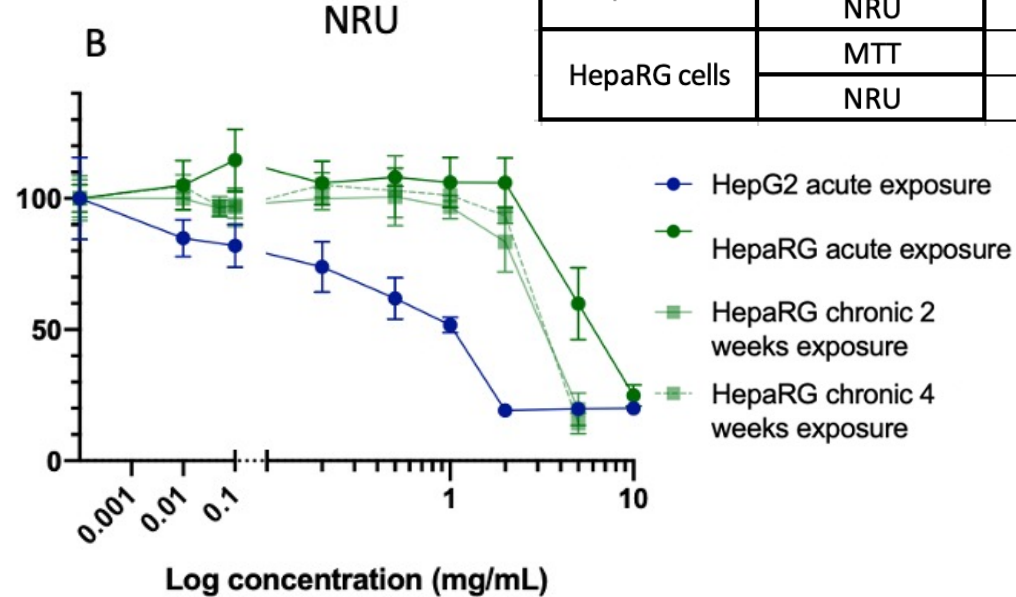 NRU
B
NRU
HepaRG cells
MTT
NRU
100
50
0
0.001
0.01
0.1
1
10
Log concentration (mg/mL)
HepG2 acute exposure
HepaRG acute exposure
HepaRG chronic 2
weeks exposure
HepaRG chronic 4
weeks exposure